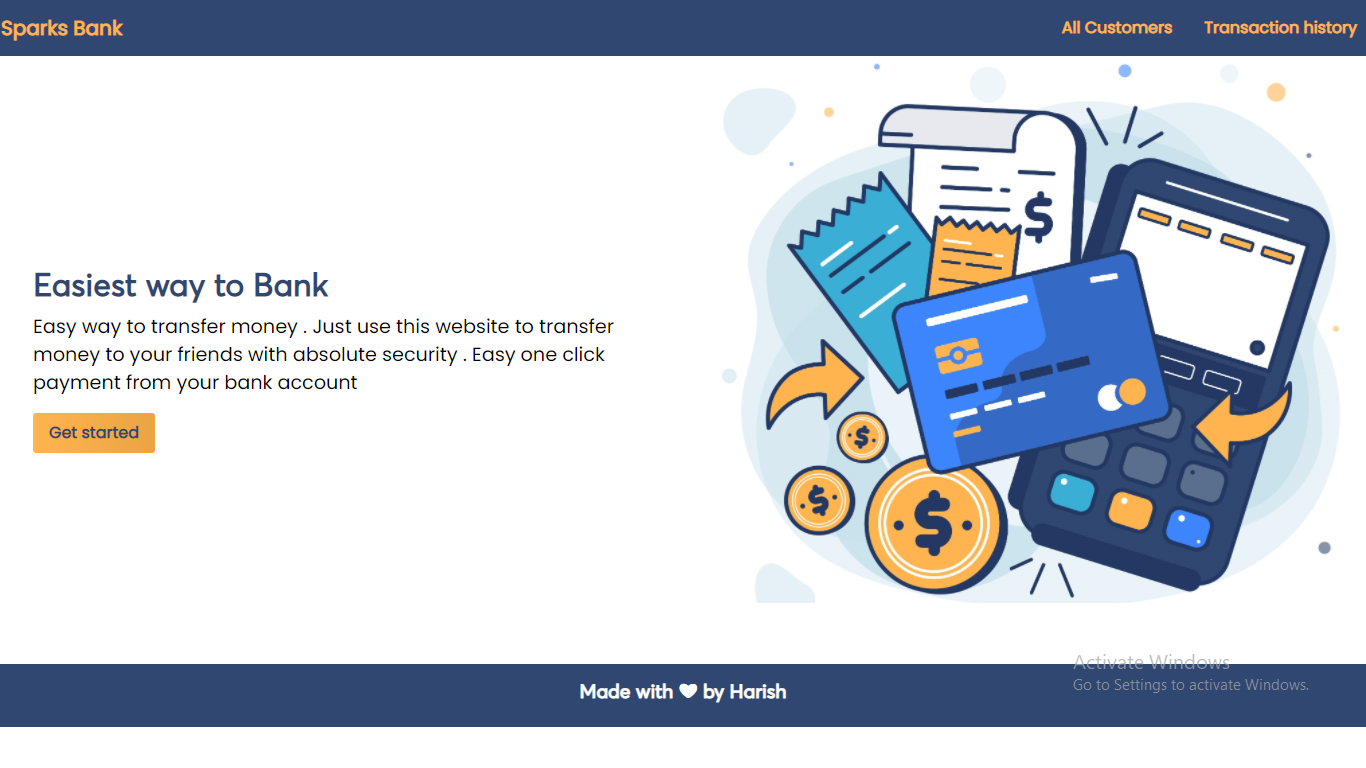 Sparks Bank
All Customers
Transaction history
Easiest way to Bank
Easy way to transfer money . Just use this website to transfer
money to your friends with absolute security . Easy one click
payment from your bank account
Get started
Activate Windows
Go to Settings to activate Windows.
Made with ♥ by Harish